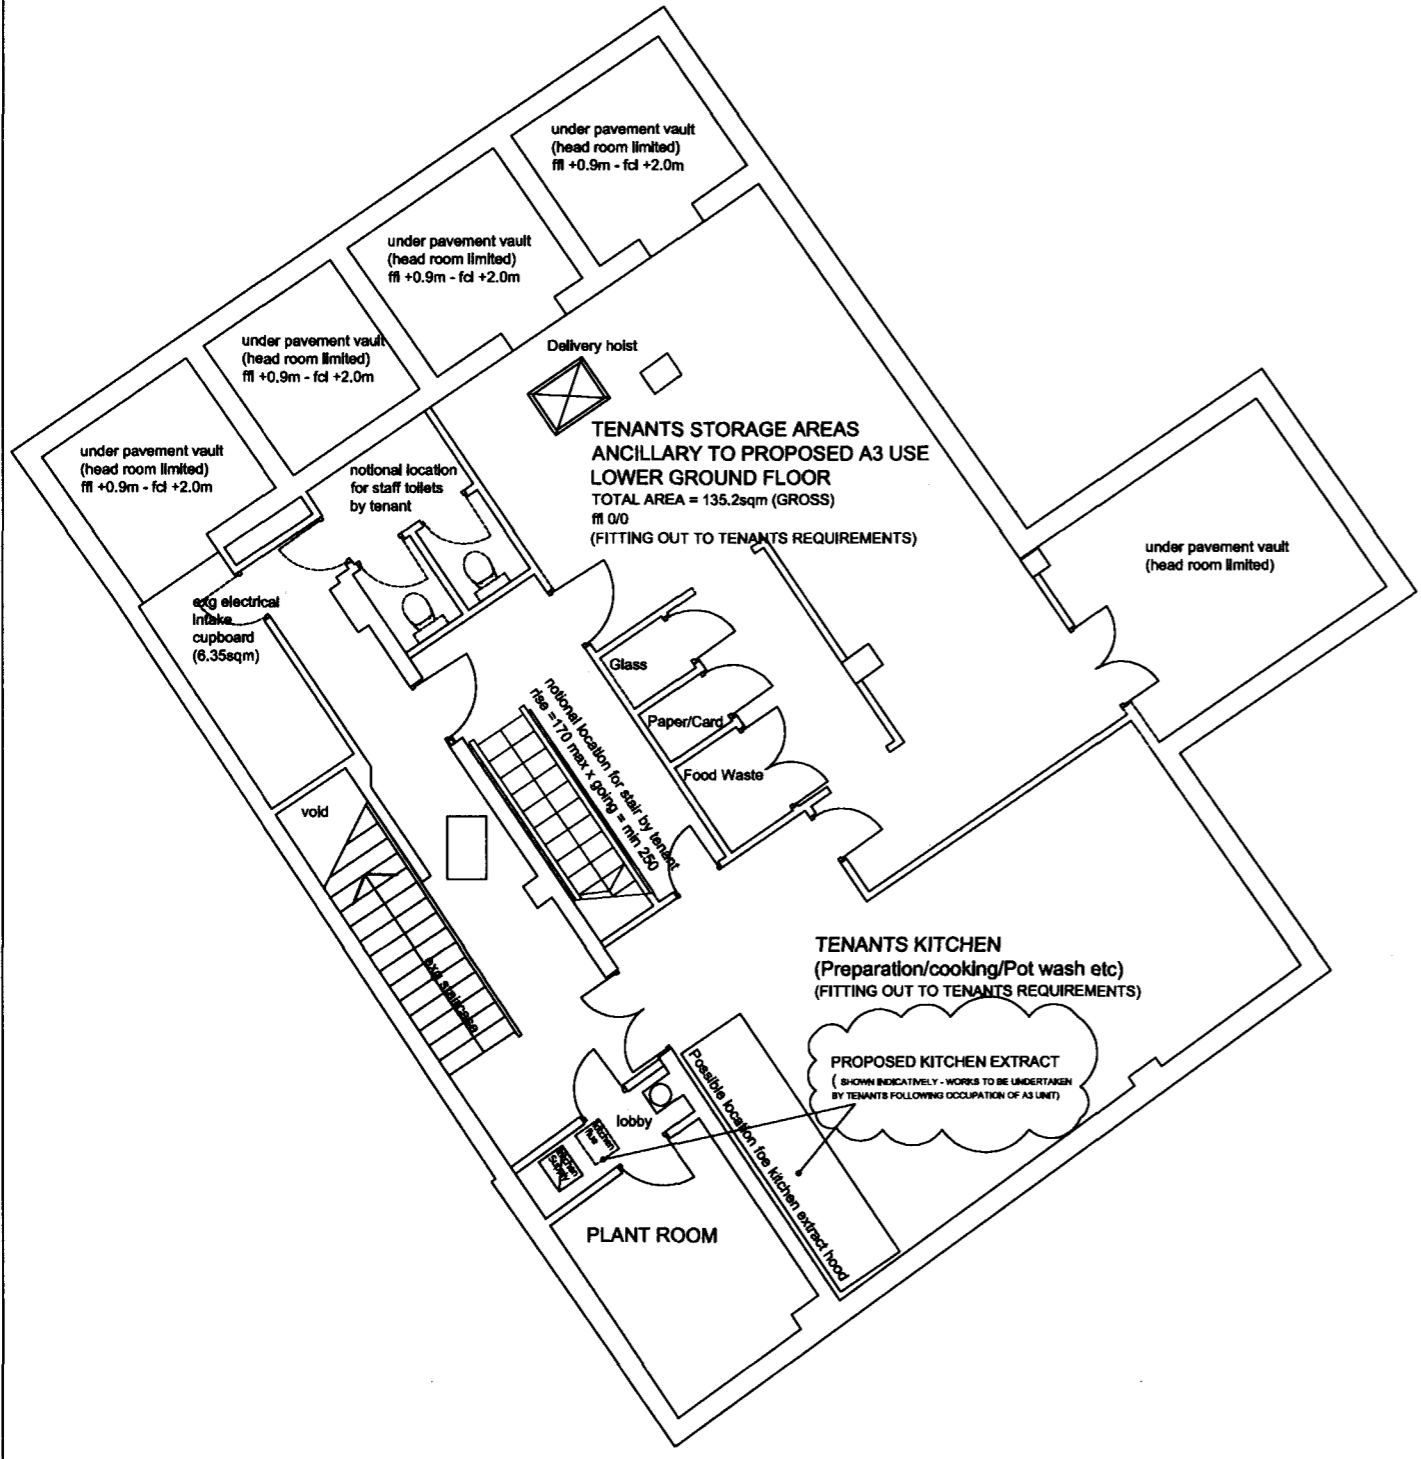 under pavement vault
(head room limited)
ffl +0.9m - fcl +2.0m
under pavement vault
(head room limited)
ffl +0.9m - fcl +2.0m
under pavement vault
(head room limited)
ffl +0.9m - fcl +2.0m
under pavement vault
(head room limited)
ffl +0.9m - fcl +2.0m
Delivery hoist
TENANTS STORAGE AREAS
ANCILLARY TO PROPOSED A3 USE
LOWER GROUND FLOOR
TOTAL AREA = 135.2sqm (GROSS)
ffl 0/0
(FITTING OUT TO TENANTS REQUIREMENTS)
notional location
for staff toilets
by tenant
under pavement vault
(head room limited)
exg electrical
intake
cupboard
(6.35sqm)
Glass
Paper/Card
Food Waste
notional location for stair by tenant
rise =170 max x going = min 250
void
exg staircase
TENANTS KITCHEN
(Preparation/cooking/Pot wash etc)
(FITTING OUT TO TENANTS REQUIREMENTS)
PROPOSED KITCHEN EXTRACT
( SHOWN INDICATIVELY - WORKS TO BE UNDERTAKEN
BY TENANTS FOLLOWING OCCUPATION OF A3 UNIT)
Possible location foe kitchen extract hood
lobby
kitchen
flue
kitchen
Supply
PLANT ROOM